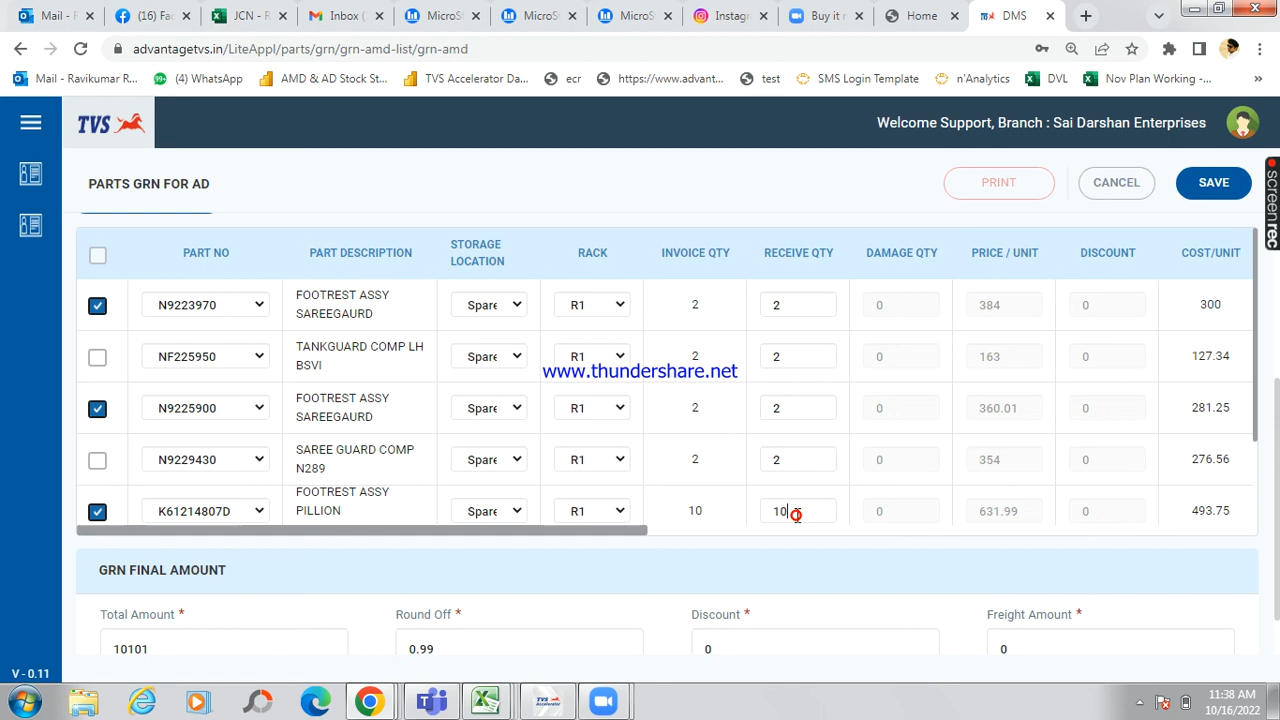 Mail - R
(16) Fac
JCN - R
Inbox (
MicroS
MicroS
MicroS
Instag
Buy it r
Home
DMS
advantagetvs.in/LiteAppl/parts/grn/grn-amd-list/grn-amd
Mail - Ravikumar R...
99+
(4) WhatsApp
AMD & AD Stock St...
TVS Accelerator Da...
ecr
https://www.advant...
test
SMS Login Template
n'Analytics
DVL
Nov Plan Working -...
»
TVS
Welcome Support, Branch : Sai Darshan Enterprises
PARTS GRN FOR AD
PRINT
CANCEL
SAVE
screenrec
PART NO PART DESCRIPTION STORAGE LOCATION RACK INVOICE QTY RECEIVE QTY DAMAGE QTY PRICE / UNIT DISCOUNT COST/UNIT
N9223970 FOOTREST ASSY SAREEGAURD Spare R1 2 2 0 384 0 300
NF225950 TANKGUARD COMP LH BSVI Spare R1 2 2 0 163 0 127.34
www.thundershare.net
N9225900 FOOTREST ASSY SAREEGAURD Spare R1 2 2 0 360.01 0 281.25
N9229430 SAREE GUARD COMP N289 Spare R1 2 2 0 354 0 276.56
K61214807D FOOTREST ASSY PILLION Spare R1 10 10 0 631.99 0 493.75
GRN FINAL AMOUNT
Total Amount * Round Off * Discount * Freight Amount *
10101 0.99 0 0
V - 0.11
11:38 AM
10/16/2022